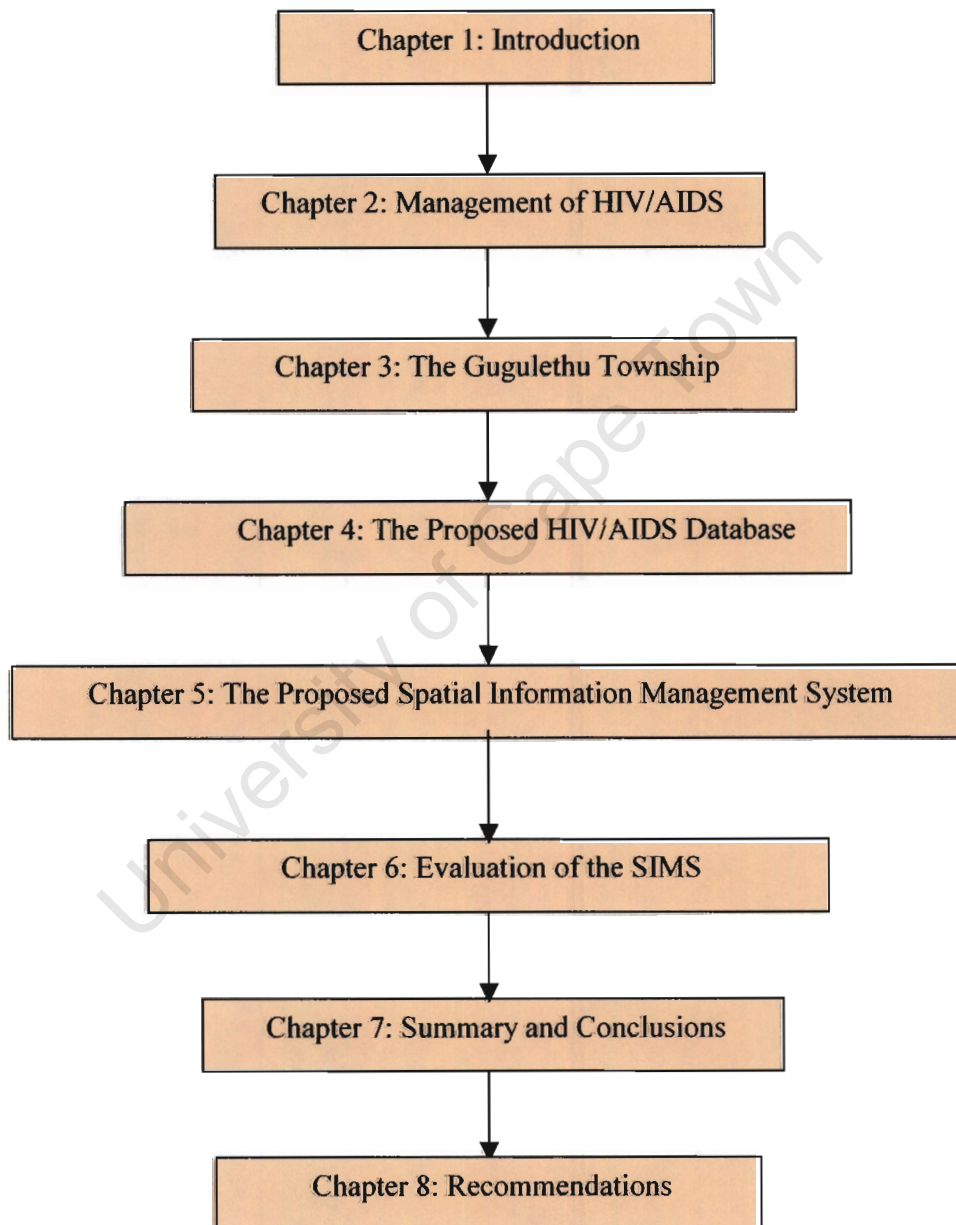 Chapter 1: Introduction
Chapter 2: Management of HIV/AIDS
Chapter 3: The Gugulethu Township
Chapter 4: The Proposed HIV/AIDS Database
Chapter 5: The Proposed Spatial Information Management System
Chapter 6: Evaluation of the SIMS
Chapter 7: Summary and Conclusions
Chapter 8: Recommendations
University of Cape Town